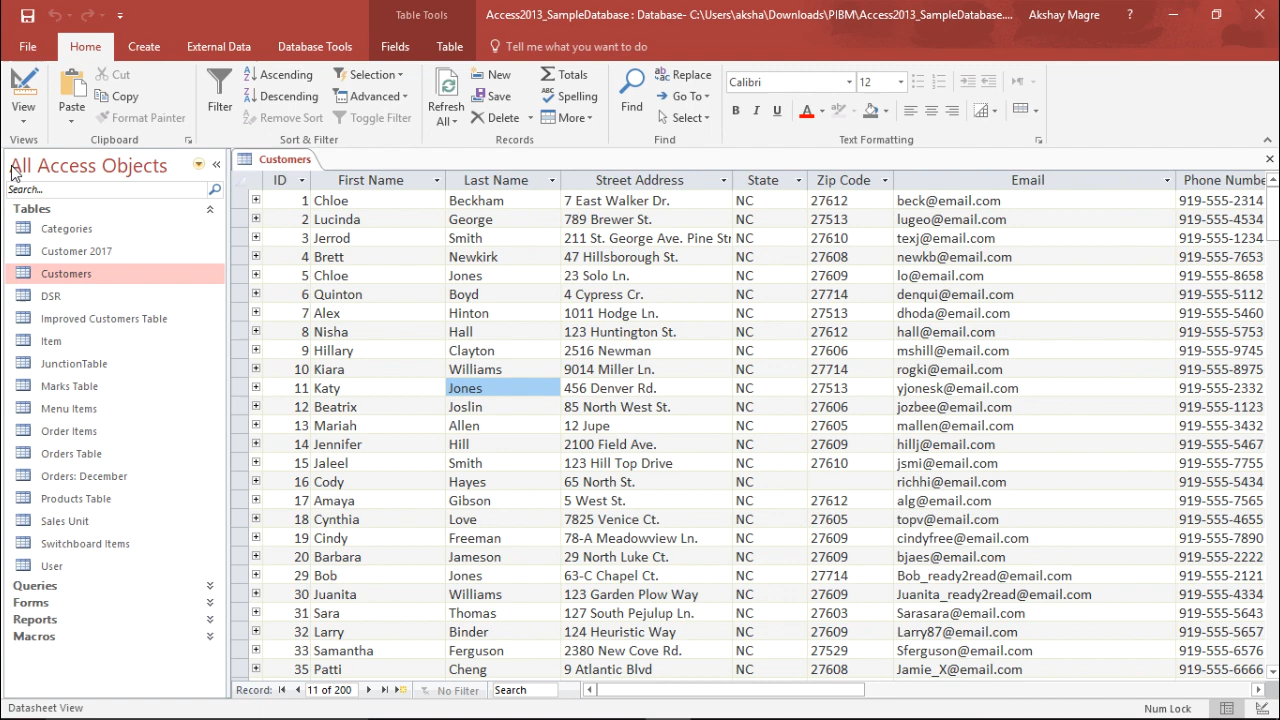 Table Tools
Access2013_SampleDatabase : Database- C:\Users\aksha\Downloads\PIBM\Access2013_SampleDatabase....
Akshay Magre
?
File Home Create External Data Database Tools Fields Table Tell me what you want to do
View
Views
Paste
Cut
Copy
Format Painter
Clipboard
Filter
Ascending
Descending
Remove Sort
Selection
Advanced
Toggle Filter
Sort & Filter
Refresh
All
New
Save
Delete
Totals
Spelling
More
Records
Find
Replace
Go To
Select
Find
Calibri 12
B I U A
Text Formatting
All Access Objects
Search...
Tables
Categories
Customer 2017
Customers
DSR
Improved Customers Table
Item
JunctionTable
Marks Table
Menu Items
Order Items
Orders Table
Orders: December
Products Table
Sales Unit
Switchboard Items
User
Queries
Forms
Reports
Macros
Customers
ID First Name Last Name Street Address State Zip Code Email Phone Numbe
1 Chloe Beckham 7 East Walker Dr. NC 27612 beck@email.com 919-555-2314
2 Lucinda George 789 Brewer St. NC 27513 lugeo@email.com 919-555-4534
3 Jerrod Smith 211 St. George Ave. Pine Str NC 27610 texj@email.com 919-555-1234
4 Brett Newkirk 47 Hillsborough St. NC 27608 newkb@email.com 919-555-7653
5 Chloe Jones 23 Solo Ln. NC 27609 lo@email.com 919-555-8658
6 Quinton Boyd 4 Cypress Cr. NC 27714 denqui@email.com 919-555-5112
7 Alex Hinton 1011 Hodge Ln. NC 27513 dhoda@email.com 919-555-5460
8 Nisha Hall 123 Huntington St. NC 27612 hall@email.com 919-555-5753
9 Hillary Clayton 2516 Newman NC 27606 mshill@email.com 919-555-9745
10 Kiara Williams 9014 Miller Ln. NC 27714 rogki@email.com 919-555-8975
11 Katy Jones 456 Denver Rd. NC 27513 yjonesk@email.com 919-555-2332
12 Beatrix Joslin 85 North West St. NC 27606 jozbee@email.com 919-555-1123
13 Mariah Allen 12 Jupe NC 27605 mallen@email.com 919-555-3432
14 Jennifer Hill 2100 Field Ave. NC 27609 hillj@email.com 919-555-5467
15 Jaleel Smith 123 Hill Top Drive NC 27610 jsmi@email.com 919-555-7755
16 Cody Hayes 65 North St. NC richhi@email.com 919-555-5434
17 Amaya Gibson 5 West St. NC 27612 alg@email.com 919-555-7565
18 Cynthia Love 7825 Venice Ct. NC 27605 topv@email.com 919-555-4655
19 Cindy Freeman 78-A Meadowview Ln. NC 27609 cindyfree@email.com 919-555-7890
20 Barbara Jameson 29 North Luke Ct. NC 27609 bjaes@email.com 919-555-2222
29 Bob Jones 63-C Chapel Ct. NC 27714 Bob_ready2read@email.com 919-555-2121
30 Juanita Williams 123 Garden Plow Way NC 27609 Juanita_ready2read@email.com 919-555-4334
31 Sara Thomas 127 South Pejulup Ln. NC 27603 Sarasara@email.com 919-555-5643
32 Larry Binder 124 Heuristic Way NC 27609 Larry87@email.com 919-555-5657
33 Samantha Ferguson 2380 New Cov Rd. NC 27529 Sferguson@email.com 919-555-6576
35 Patti Cheng 9 Atlantic Blvd NC 27608 Jamie_X@email.com 919-555-6666
Record: 11 of 200 No Filter Search
Datasheet View Num Lock